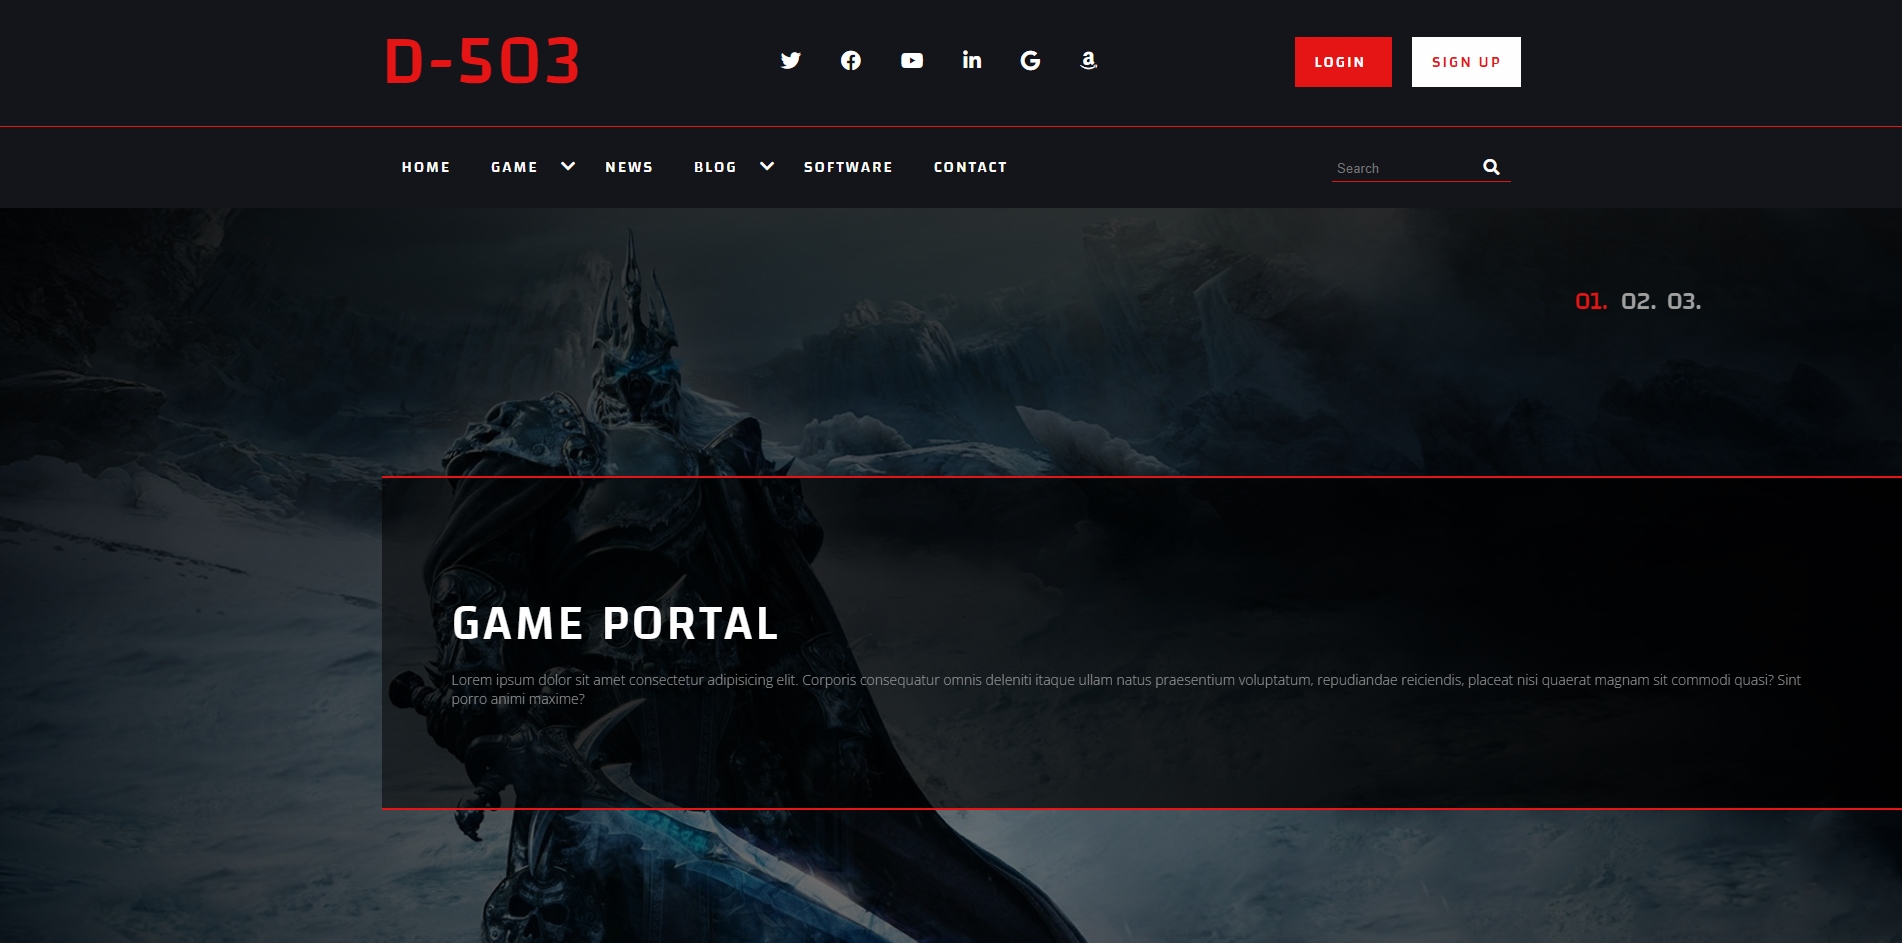 D-503
LOGIN
SIGN UP
HOME GAME NEWS BLOG SOFTWARE CONTACT
Search
01. 02. 03.
GAME PORTAL
Lorem ipsum dolor sit amet consectetur adipisicing elit. Corporis consequatur omnis deleniti itaque ullam natus praesentium voluptatum, repudiandae reiciendis, placeat nisi quaerat magnam sit commodi quasi? Sint
porro animi maxime?